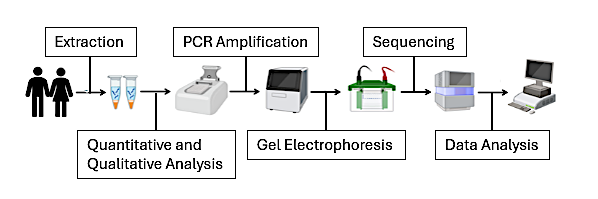 Extraction
PCR Amplification
Sequencing
Quantitative and
Qualitative Analysis
Gel Electrophoresis
Data Analysis